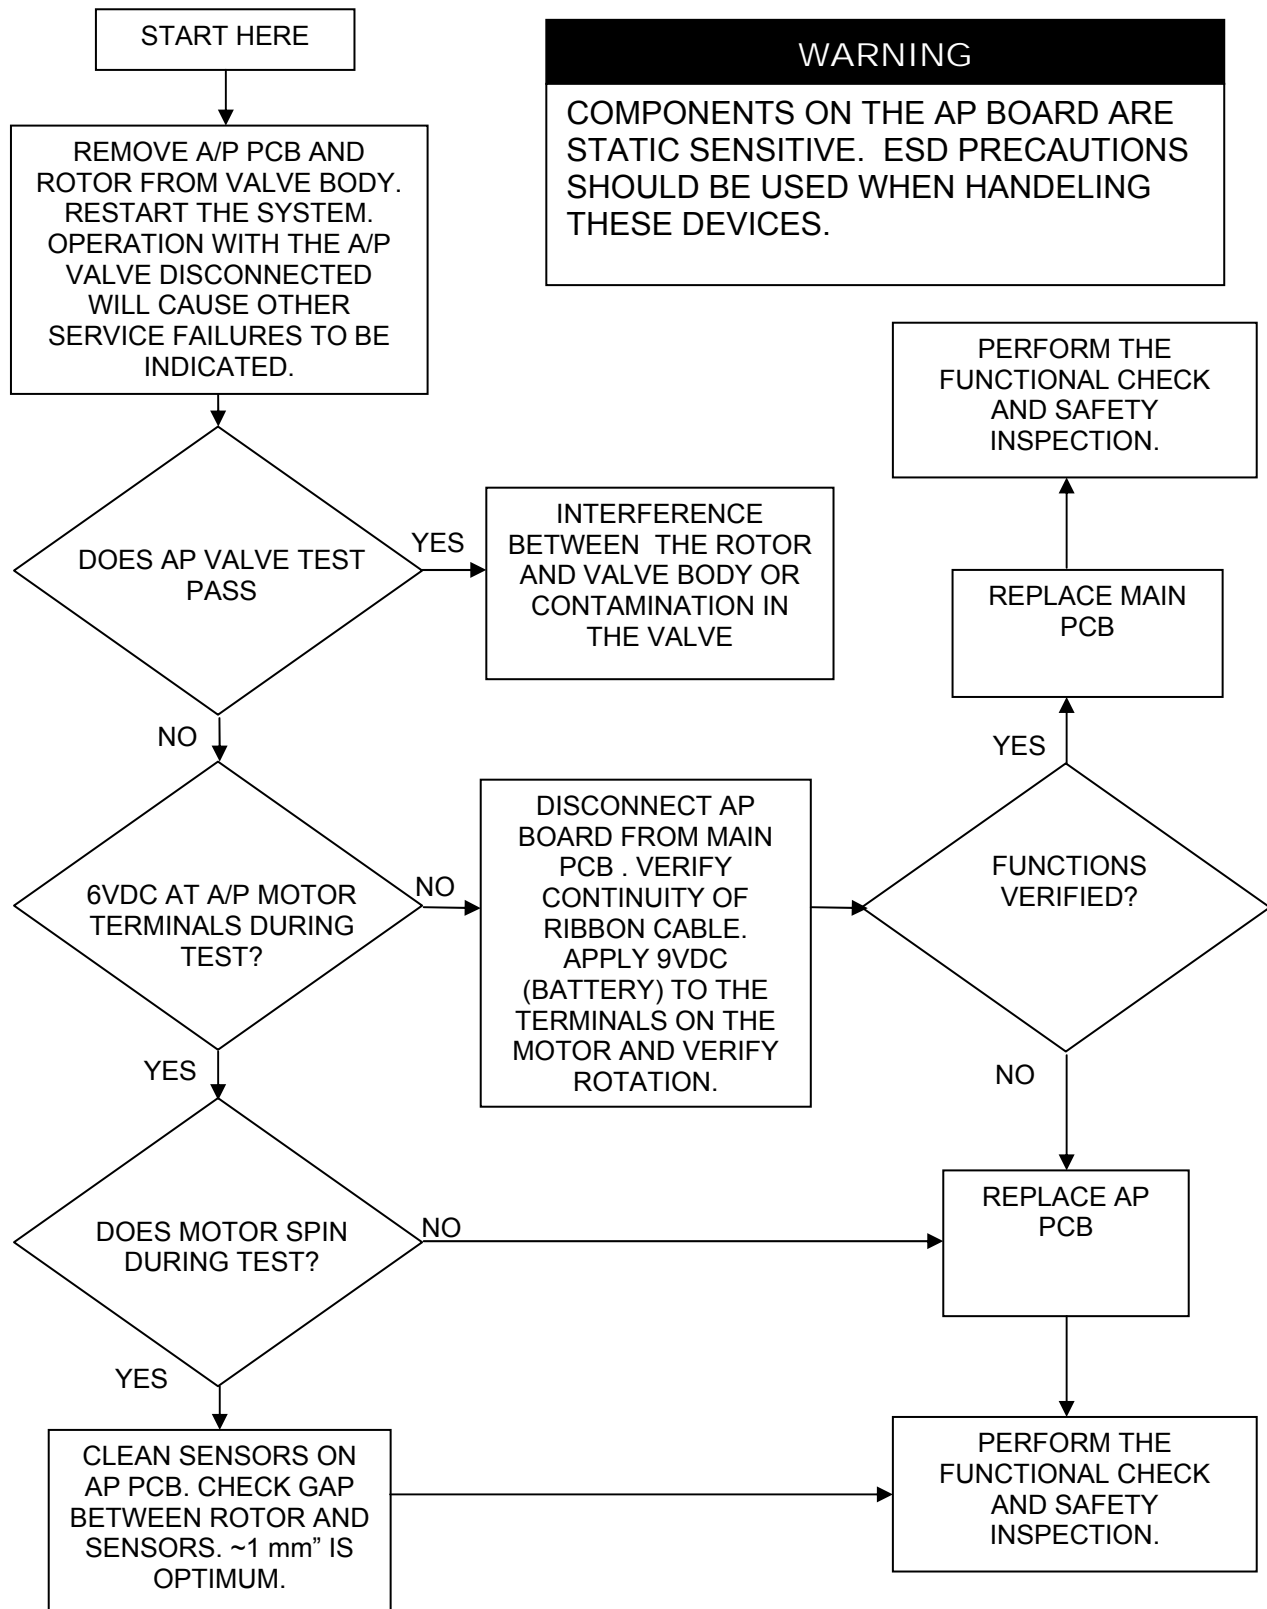 START HERE
WARNING
COMPONENTS ON THE AP BOARD ARE
STATIC SENSITIVE. ESD PRECAUTIONS
SHOULD BE USED WHEN HANDELING
THESE DEVICES.
REMOVE A/P PCB AND
ROTOR FROM VALVE BODY.
RESTART THE SYSTEM.
OPERATION WITH THE A/P
VALVE DISCONNECTED
WILL CAUSE OTHER
SERVICE FAILURES TO BE
INDICATED.
DOES AP VALVE TEST
PASS
YES
INTERFERENCE
BETWEEN THE ROTOR
AND VALVE BODY OR
CONTAMINATION IN
THE VALVE
NO
6VDC AT A/P MOTOR
TERMINALS DURING
TEST?
NO
DISCONNECT AP
BOARD FROM MAIN
PCB . VERIFY
CONTINUITY OF
RIBBON CABLE.
APPLY 9VDC
(BATTERY) TO THE
TERMINALS ON THE
MOTOR AND VERIFY
ROTATION.
FUNCTIONS
VERIFIED?
YES
REPLACE MAIN
PCB
PERFORM THE
FUNCTIONAL CHECK
AND SAFETY
INSPECTION.
NO
REPLACE AP
PCB
YES
DOES MOTOR SPIN
DURING TEST?
NO
YES
CLEAN SENSORS ON
AP PCB. CHECK GAP
BETWEEN ROTOR AND
SENSORS. ~1 mm” IS
OPTIMUM.
PERFORM THE
FUNCTIONAL CHECK
AND SAFETY
INSPECTION.